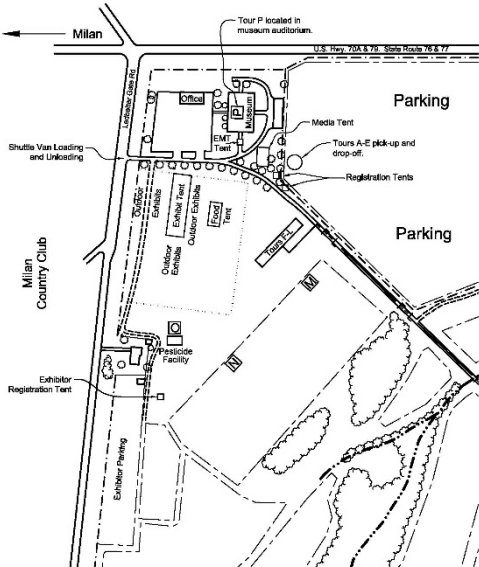 Milan
Tour P located in
museum auditorium.
U.S. Hwy. 70A & 79. State Route 76 & 77
Ledbetter Gate Rd
Office
P
Museum
Parking
EMT
Tent
Media Tent
Shuttle Van Loading
and Unloading
Tours A-E pick-up and
drop-off.
Registration Tents
Outdoor
Exhibits
Exhibit Tent
Outdoor Exhibits
Food
Tent
Outdoor
Exhibits
Tours F-L
Parking
Milan
Country Club
M
O
N
Pesticide
Facility
Exhibitor
Registration Tent
Exhibitor Parking